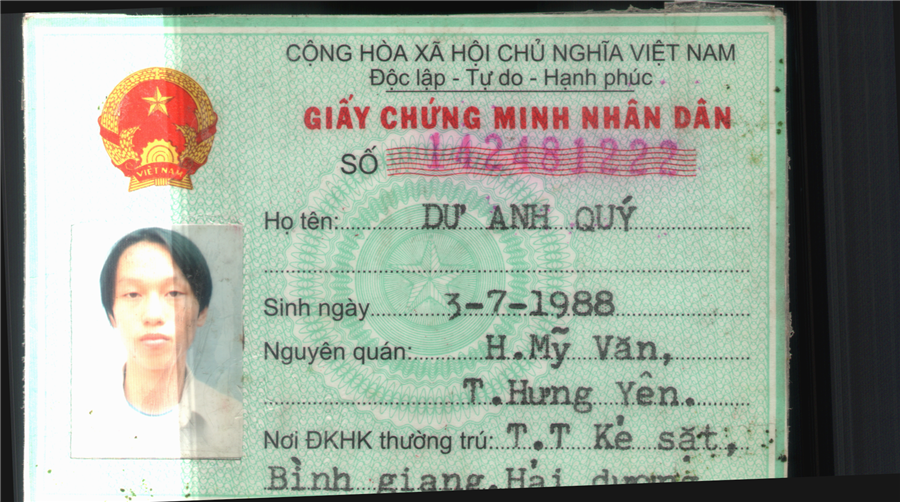 CỘNG HÒA XÃ HỘI CHỦ NGHĨA VIỆT NAM
Độc lập - Tự do - Hạnh phúc
GIẤY CHỨNG MINH NHÂN DÂN
SỐ 142481222
VIỆT NAM
Họ tên: DƯ ANH QUÝ
Sinh ngày 3-7-1988
Nguyên quán: H.Mỹ Văn,
T.Hưng Yên.
Nơi ĐKHK thường trú: T.T Kẻ sặt,
Bình giang, Hải dương